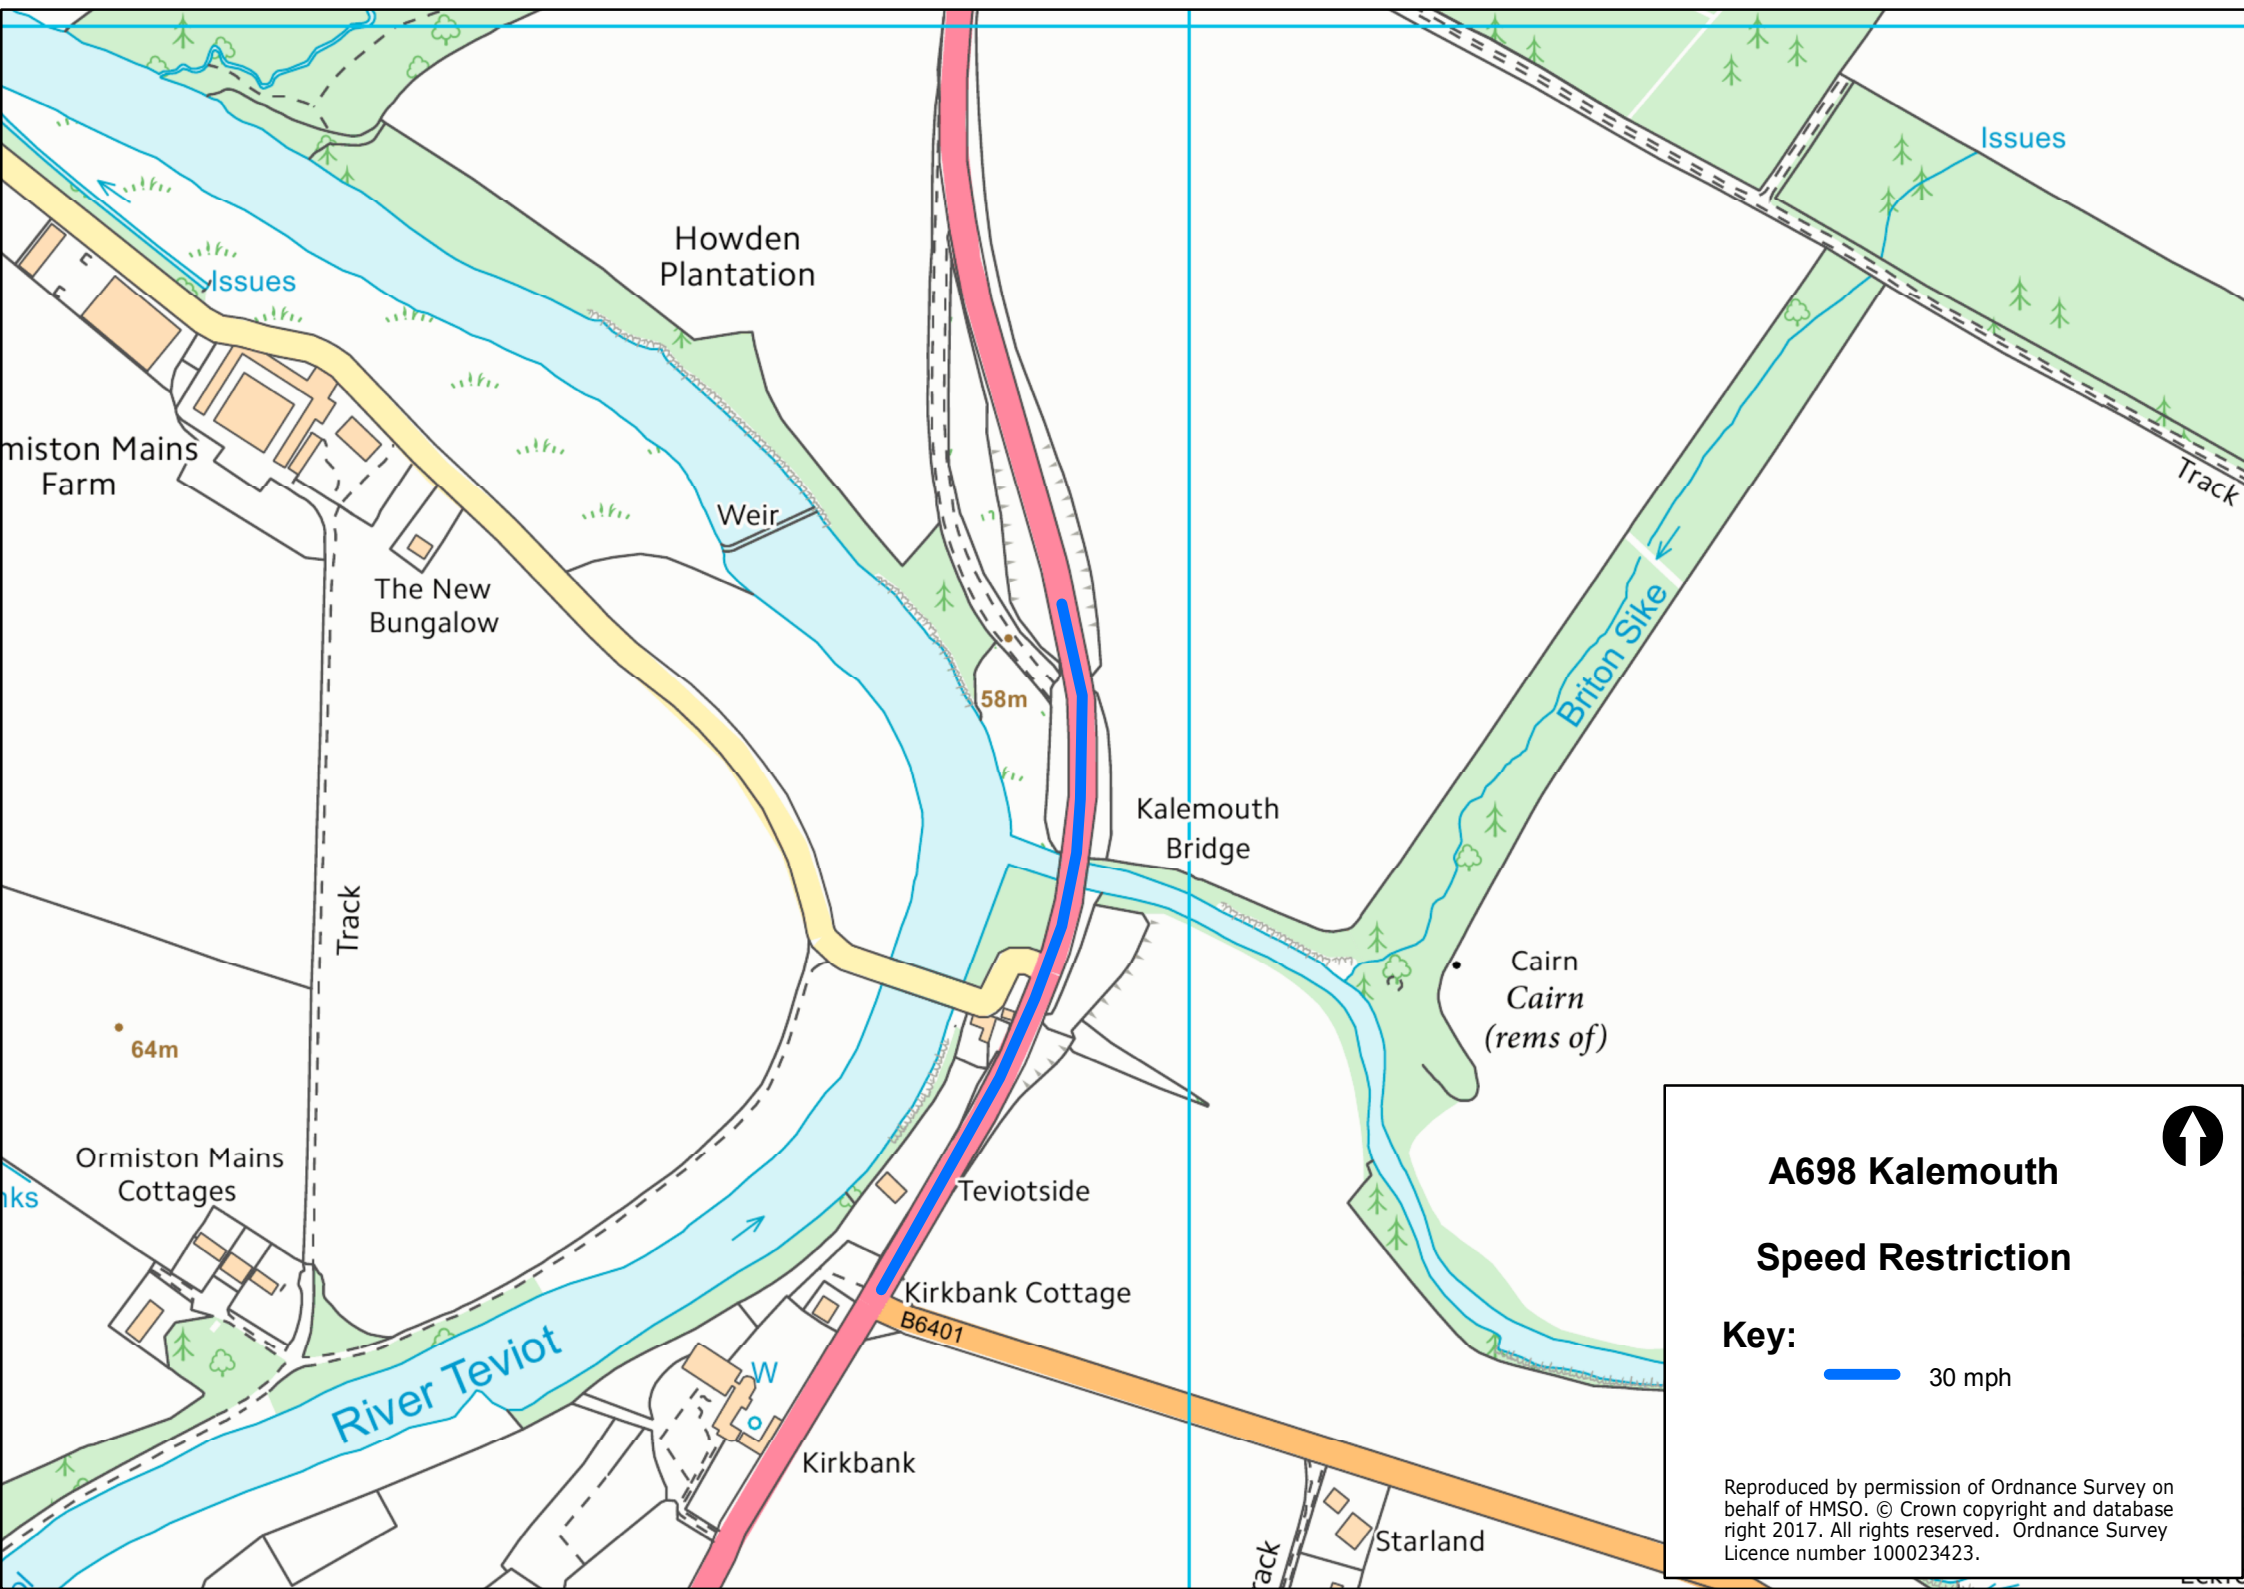 Issues
Howden
Plantation
Issues
miston Mains
Farm
Weir
Track
The New
Bungalow
Briton Sike
58m
Kalemouth
Bridge
Track
Cairn
Cairn
(rems of)
64m
Ormiston Mains
Cottages
nks
Teviotside
Kirkbank Cottage
B6401
River Teviot
W
Kirkbank
Starland
rack
A698 Kalemouth
Speed Restriction
Key:
30 mph
Reproduced by permission of Ordnance Survey on
behalf of HMSO. © Crown copyright and database
right 2017. All rights reserved. Ordnance Survey
Licence number 100023423.